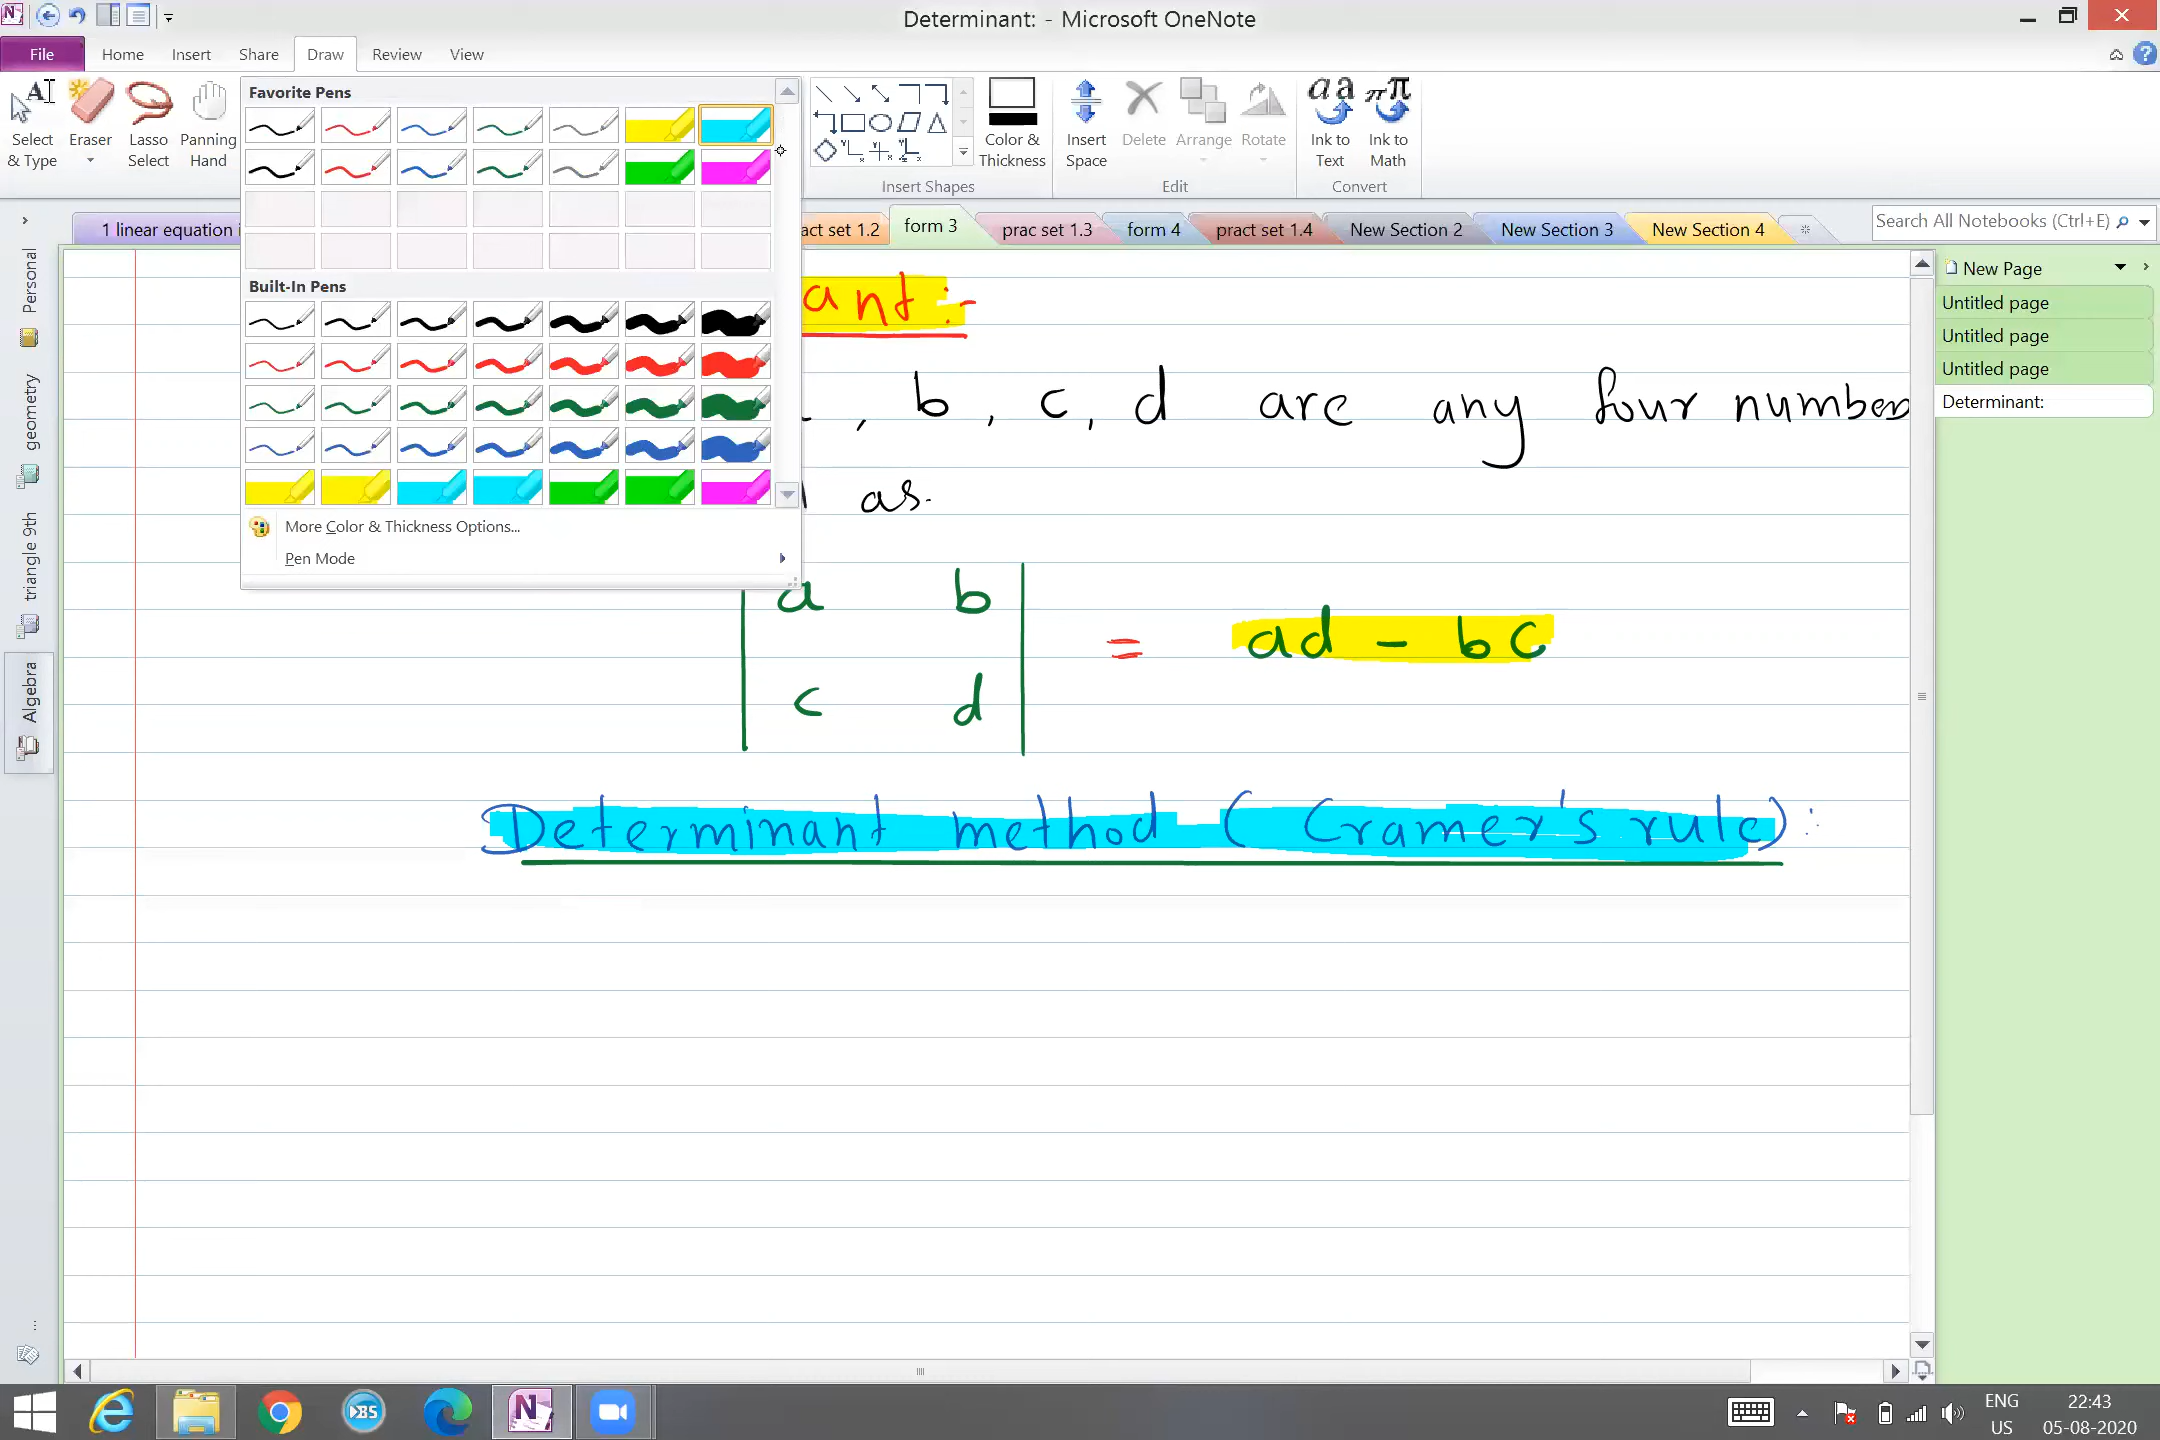 Determinant: - Microsoft OneNote
File Home Insert Share Draw Review View
Select & Type
Eraser
Lasso Select
Panning Hand
Favorite Pens
Built-In Pens
More Color & Thickness Options...
Pen Mode
Color & Thickness
Insert Shapes
Insert Space
Delete
Arrange
Rotate
Edit
Ink to Text
Ink to Math
Convert
1 linear equation
act set 1.2
form 3
prac set 1.3
form 4
pract set 1.4
New Section 2
New Section 3
New Section 4
Search All Notebooks (Ctrl+E)
New Page
Untitled page
Untitled page
Untitled page
Determinant:
Personal
geometry
triangle 9th
Algebra
ant:-
, b , c, d are any four numbers
as.
a b
= ad - bc
c d
Determinant method ( Cramer's rule) :
ENG
US
22:43
05-08-2020